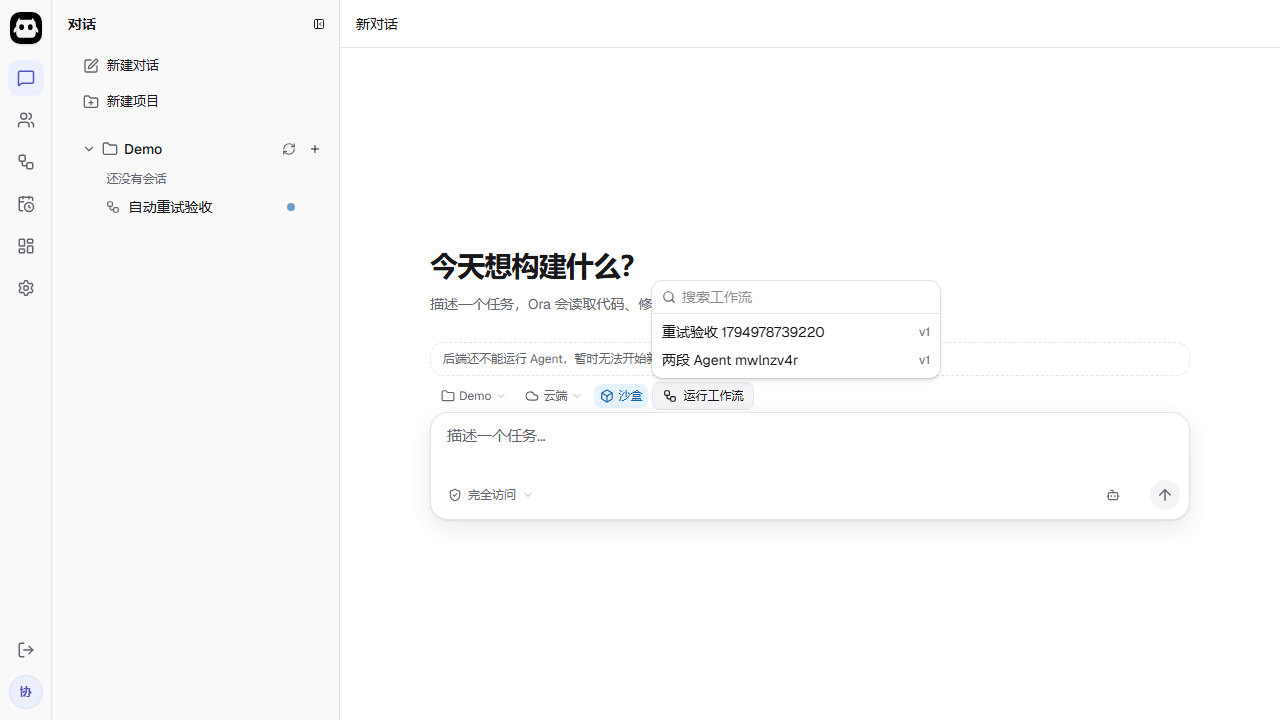 对话
新建对话
新建项目
Demo
还没有会话
自动重试验收
协
新对话
今天想构建什么?
描述一个任务，Ora 会读取代码、修
搜索工作流
重试验收 1794978739220 v1
两段 Agent mwlnzv4r v1
后端还不能运行 Agent，暂时无法开始
Demo 云端 沙盒 运行工作流
描述一个任务...
完全访问